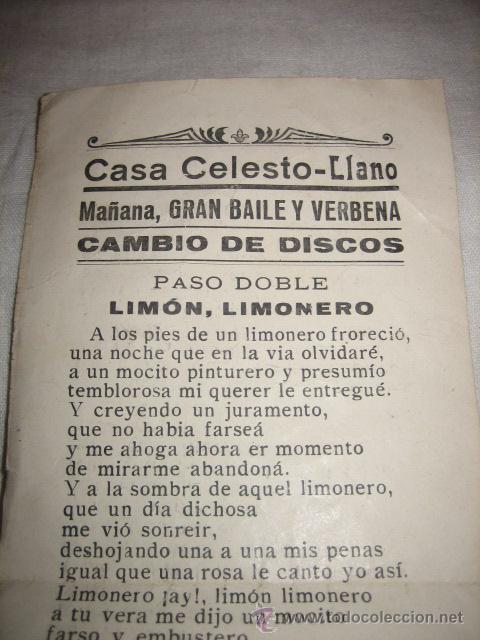 Casa Celesto-Llano
Mañana, GRAN BAILE Y VERBENA
CAMBIO DE DISCOS
PASO DOBLE
LIMÓN, LIMONERO
A los pies de un limonero froreció,
una noche que en la via olvidaré,
a un mocito pinturero y presumío
temblorosa mi querer le entregué.
Y creyendo un juramento,
que no habia farseá
y me ahoga ahora er momento
de mirarme abandoná.
Y a la sombra de aquel limonero,
que un día dichosa
me vió sonreir,
deshojando una a una mis penas
igual que una rosa le canto yo así.
Limonero ¡ay!, limón limonero
a tu vera me dijo un mocito
farso y embustero
www.todocoleccion.net